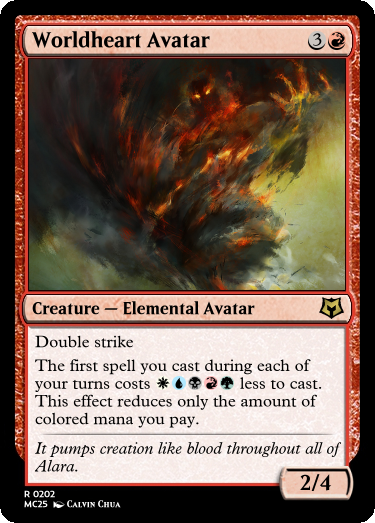 Worldheart Avatar 3
Creature — Elemental Avatar
Double strike
The first spell you cast during each of
your turns costs less to cast.
This effect reduces only the amount of
colored mana you pay.
It pumps creation like blood throughout all of
Alara.
2/4
R 0202
MC25 Calvin Chua